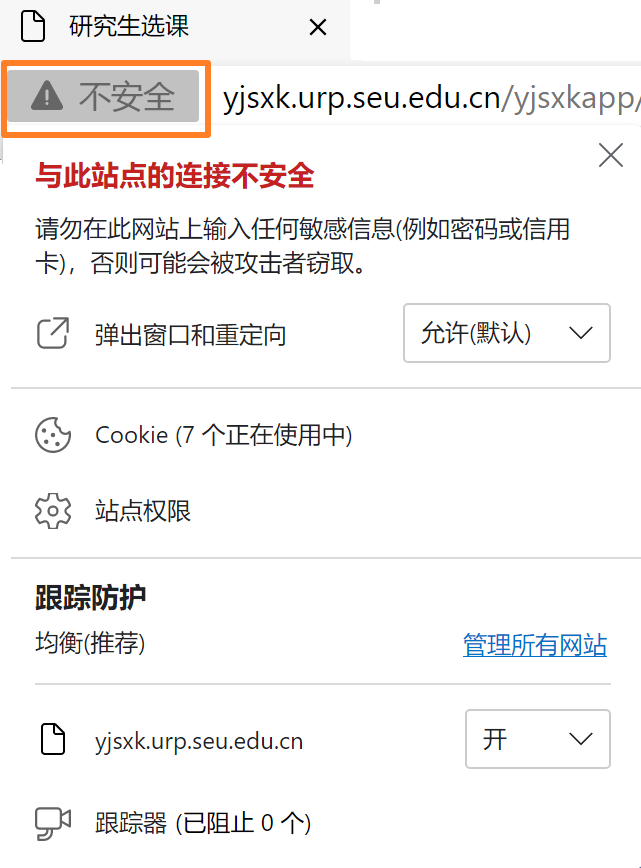 研究生选课
不安全 yjsxk.urp.seu.edu.cn/yjsxkapp/
与此站点的连接不安全
请勿在此网站上输入任何敏感信息(例如密码或信用
卡)，否则可能会被攻击者窃取。
弹出窗口和重定向 允许(默认)
Cookie (7 个正在使用中)
站点权限
跟踪防护
均衡(推荐) 管理所有网站
yjsxk.urp.seu.edu.cn 开
跟踪器 (已阻止 0 个)